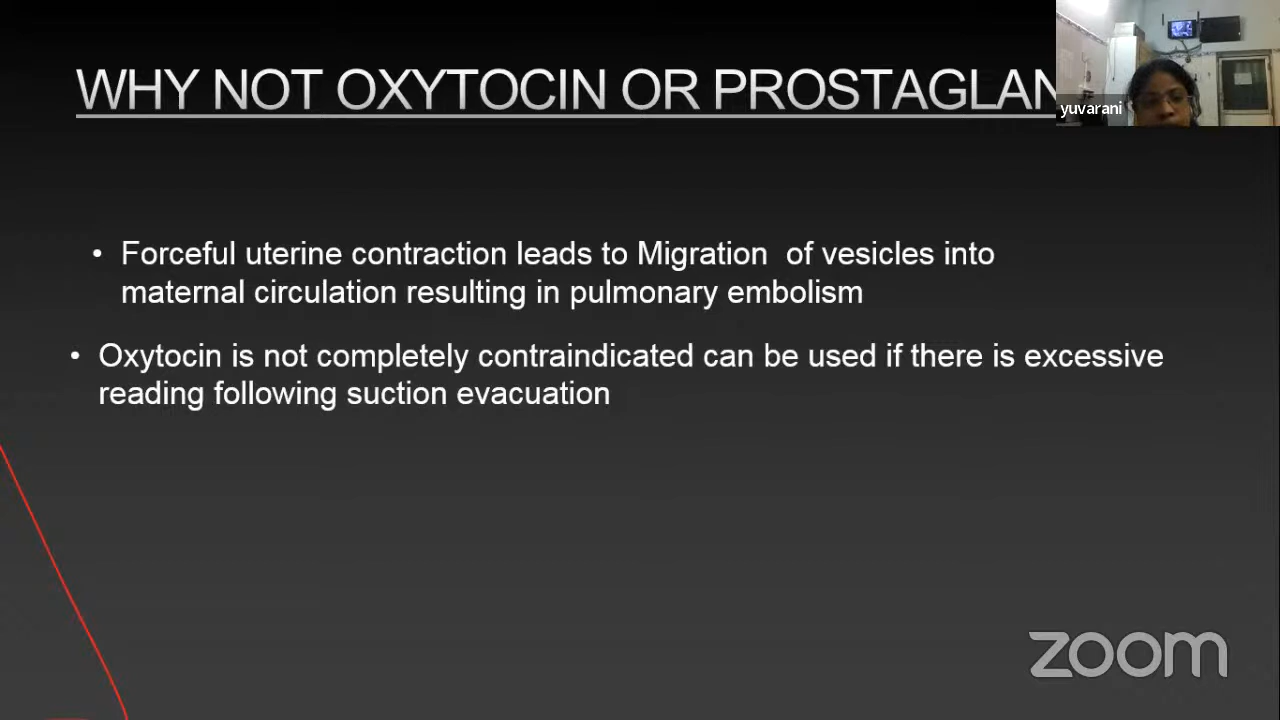 WHY NOT OXYTOCIN OR PROSTAGLAN
yuvarani
• Forceful uterine contraction leads to Migration of vesicles into
maternal circulation resulting in pulmonary embolism
• Oxytocin is not completely contraindicated can be used if there is excessive
reading following suction evacuation
zoom